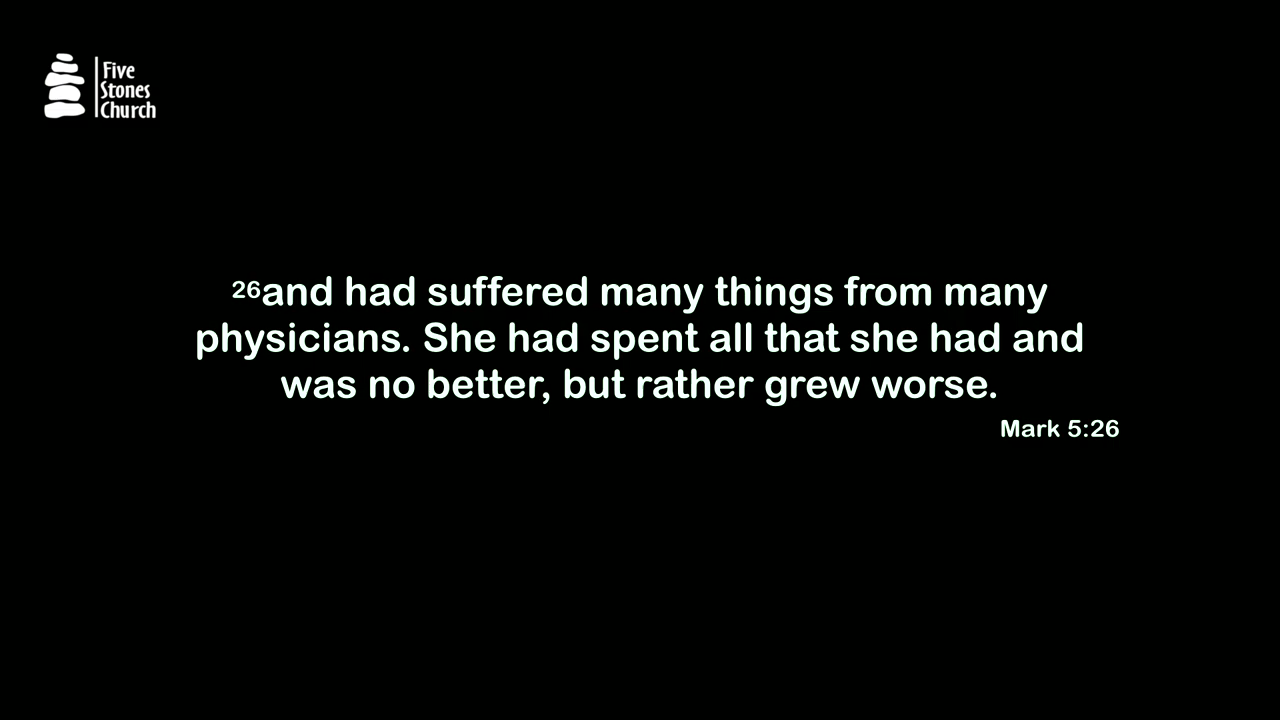 Five
Stones
Church
26and had suffered many things from many
physicians. She had spent all that she had and
was no better, but rather grew worse.
Mark 5:26